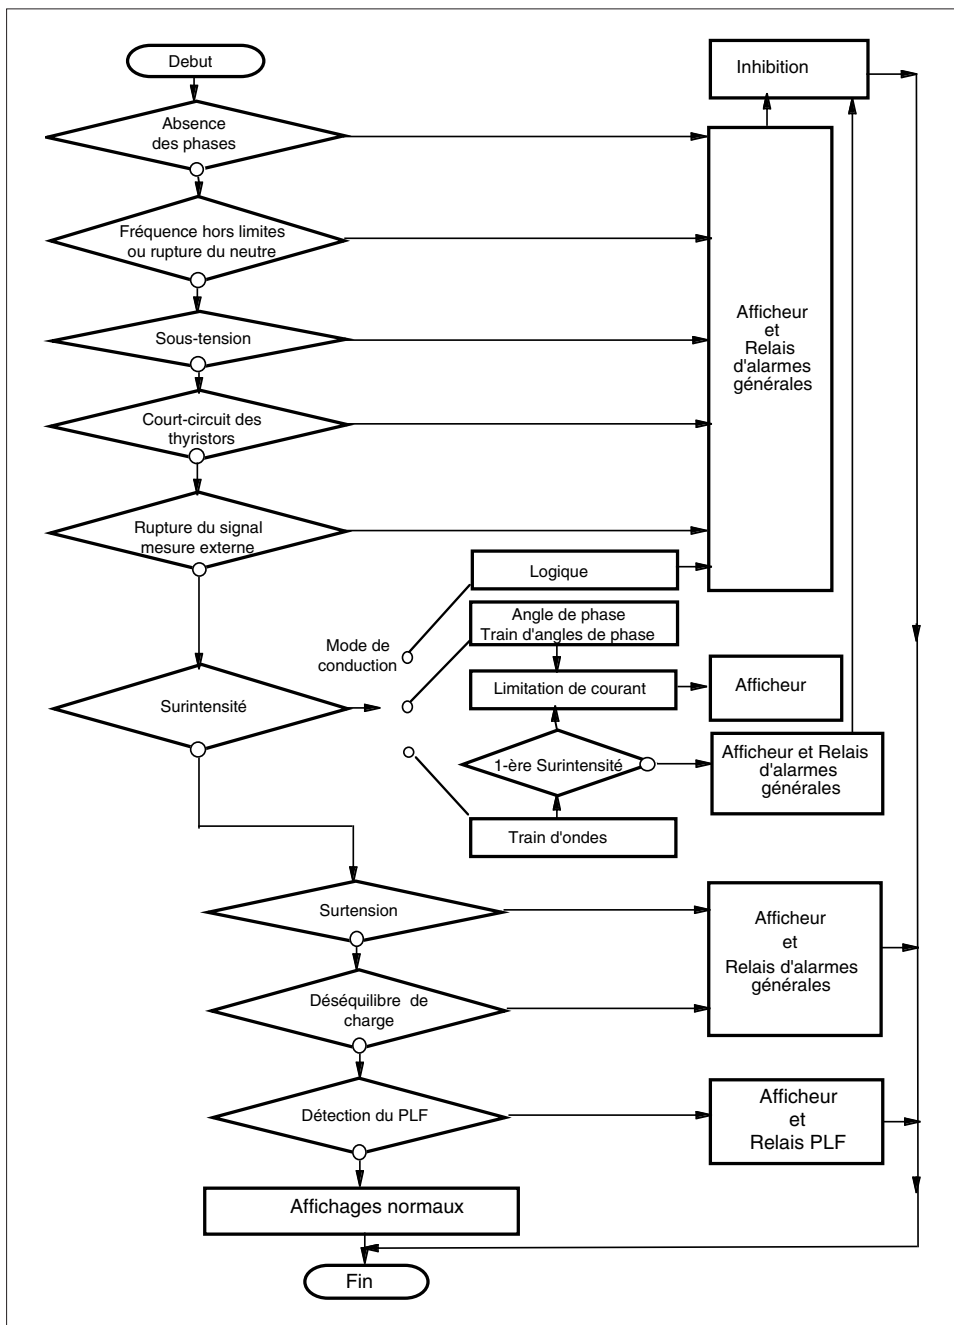 Debut
Inhibition
Absence
des phases
Fréquence hors limites
ou rupture du neutre
Sous-tension
Afficheur
et
Relais
d'alarmes
générales
Court-circuit des
thyristors
Rupture du signal
mesure externe
Logique
Angle de phase
Train d'angles de phase
Mode de
conduction
Surintensité
Limitation de courant
Afficheur
1-ère Surintensité
Afficheur et Relais
d'alarmes
générales
Train d'ondes
Surtension
Afficheur
et
Relais d'alarmes
générales
Déséquilibre de
charge
Détection du PLF
Afficheur
et
Relais PLF
Affichages normaux
Fin